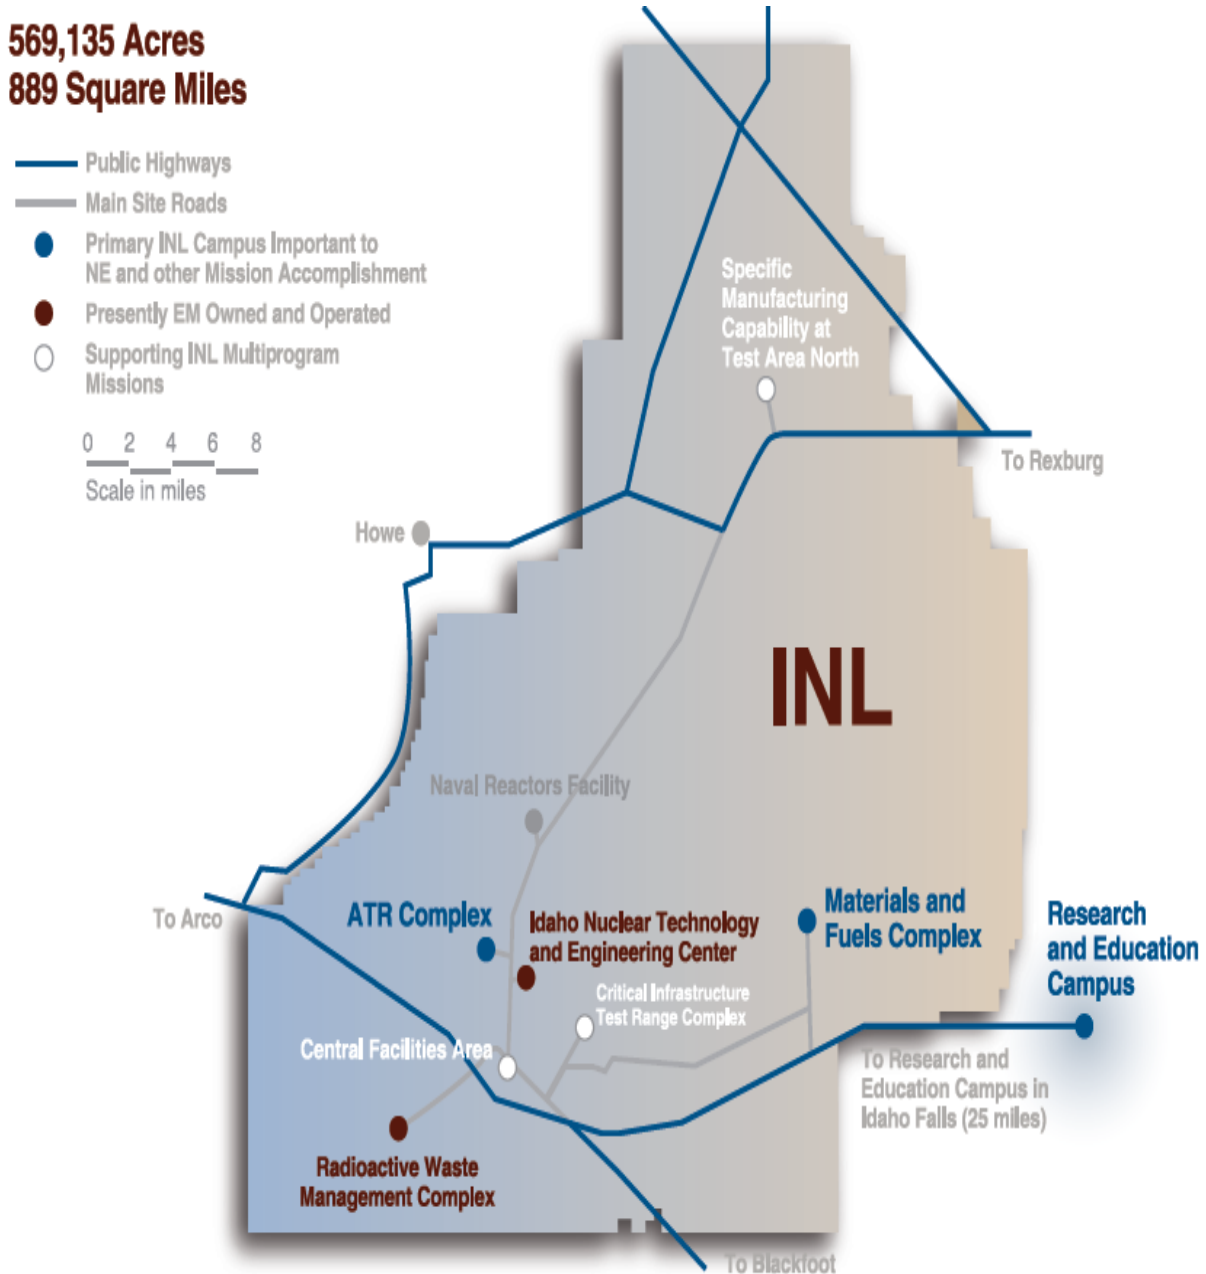 569,135 Acres
889 Square Miles
Public Highways
Main Site Roads
Primary INL Campus Important to
NE and other Mission Accomplishment
Presently EM Owned and Operated
Supporting INL Multiprogram
Missions
0 2 4 6 8
Scale in miles
Specific
Manufacturing
Capability at
Test Area North
To Rexburg
Howe
INL
Naval Reactors Facility
To Arco
ATR Complex
Idaho Nuclear Technology
and Engineering Center
Materials and
Fuels Complex
Research
and Education
Campus
Critical Infrastructure
Test Range Complex
Central Facilities Area
To Research and
Education Campus in
Idaho Falls (25 miles)
Radioactive Waste
Management Complex
To Blackfoot